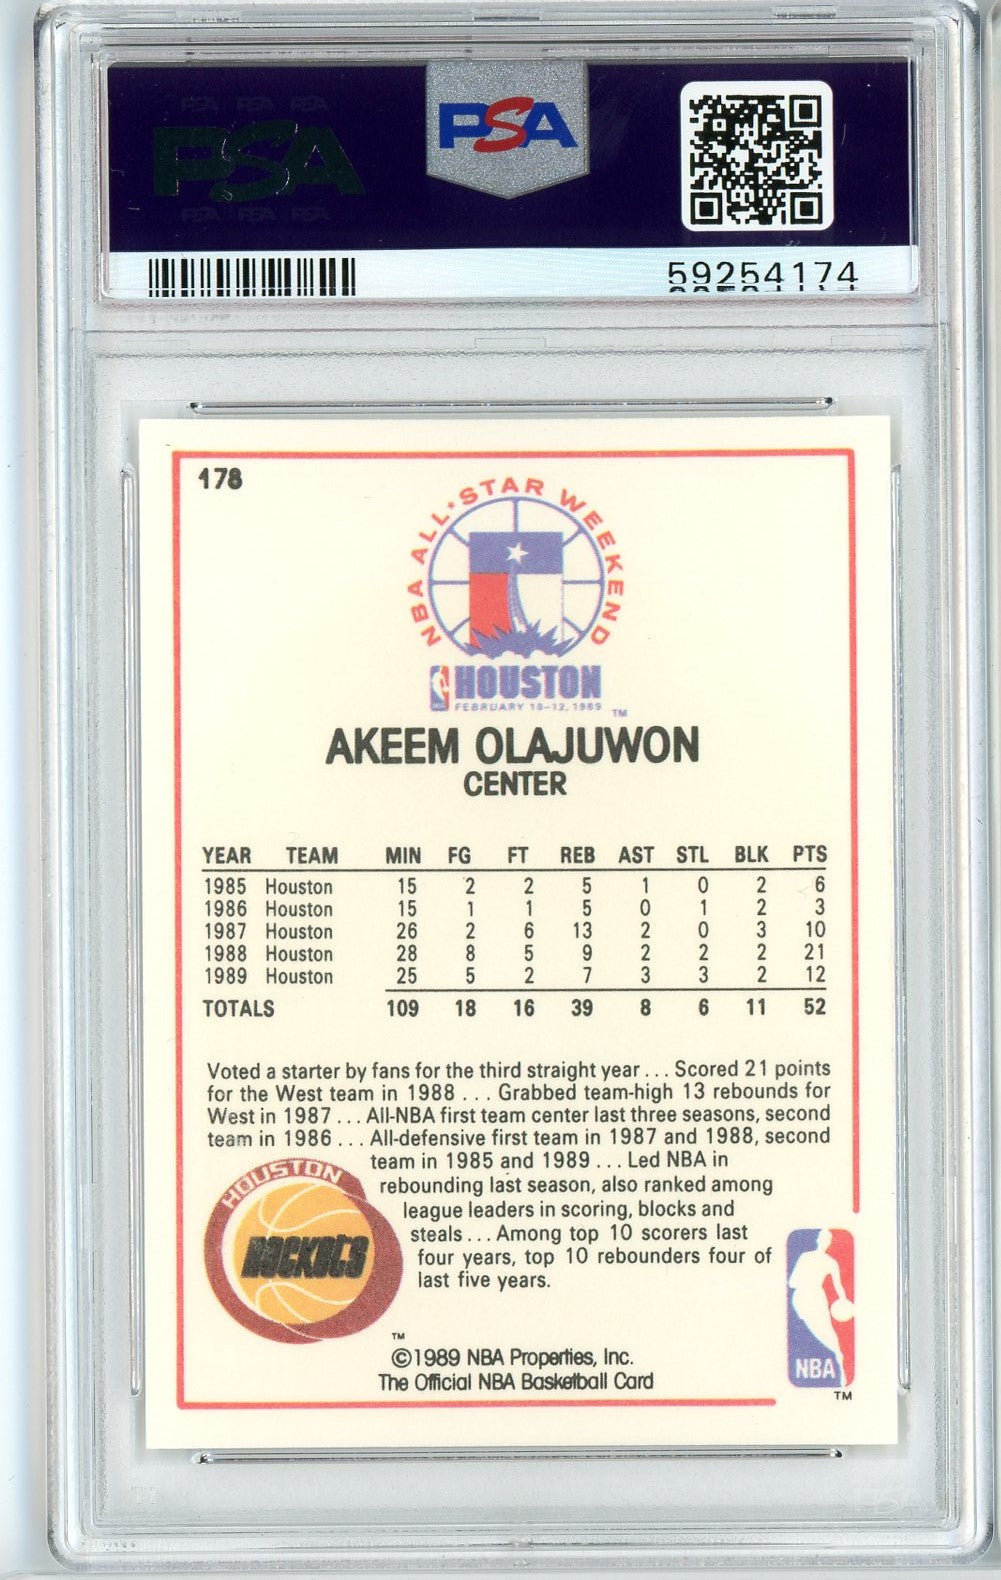 PSA PSA PSA
PSA
PSA PSA PSA
PSA
59254174
178
NBA ALL★STAR WEEKEND
NBA HOUSTON
FEBRUARY 10-12, 1989 TM
AKEEM OLAJUWON
CENTER
YEAR TEAM MIN FG FT REB AST STL BLK PTS
1985 Houston 15 2 2 5 1 0 2 6
1986 Houston 15 1 1 5 0 1 2 3
1987 Houston 26 2 6 13 2 0 3 10
1988 Houston 28 8 5 9 2 2 2 21
1989 Houston 25 5 2 7 3 3 2 12
TOTALS 109 18 16 39 8 6 11 52
Voted a starter by fans for the third straight year . . . Scored 21 points
for the West team in 1988 . . . Grabbed team-high 13 rebounds for
West in 1987 . . . All-NBA first team center last three seasons, second
team in 1986 . . . All-defensive first team in 1987 and 1988, second
team in 1985 and 1989 . . . Led NBA in
rebounding last season, also ranked among
league leaders in scoring, blocks and
steals . . . Among top 10 scorers last
four years, top 10 rebounders four of
last five years.
HOUSTON
ROCKETS
TM
©1989 NBA Properties, Inc.
The Official NBA Basketball Card
NBA
TM